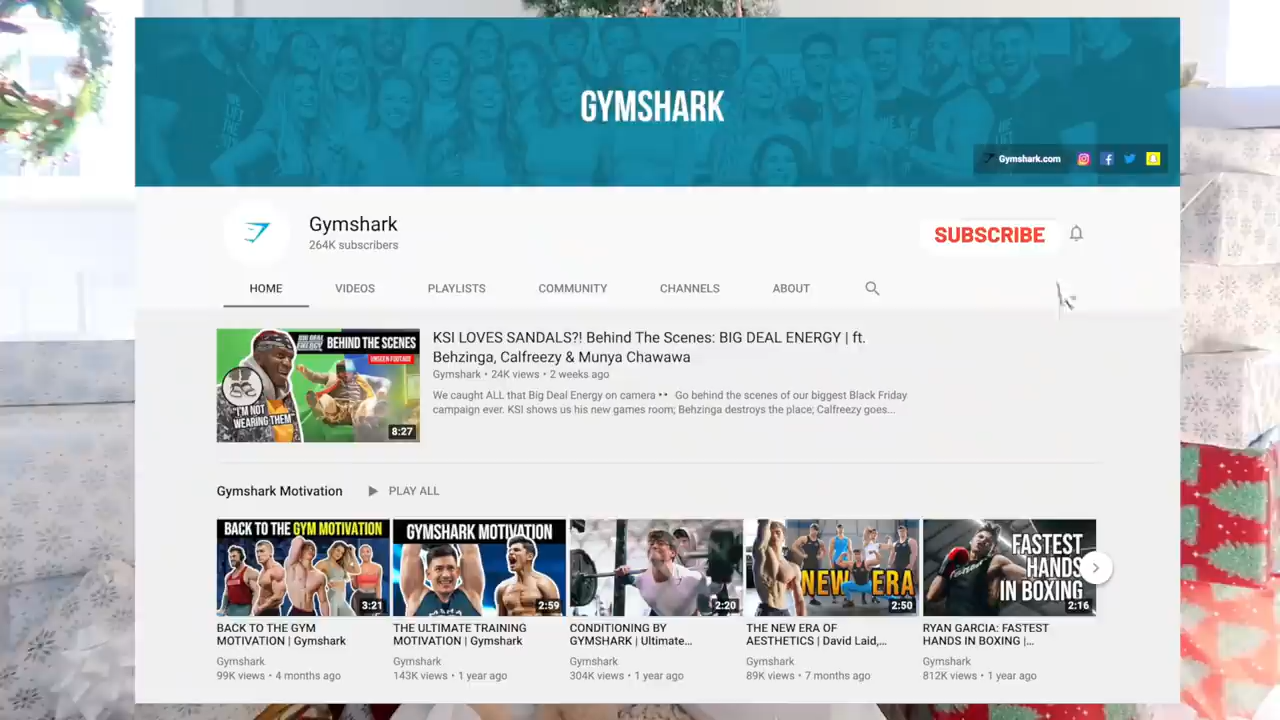 GYMSHARK
Gymshark.com
Gymshark
264K subscribers
SUBSCRIBE
HOME VIDEOS PLAYLISTS COMMUNITY CHANNELS ABOUT
BIG DEAL ENERGY BEHIND THE SCENES
UNSEEN FOOTAGE
"I'M NOT
WEARING THEM"
8:27
KSI LOVES SANDALS?! Behind The Scenes: BIG DEAL ENERGY | ft.
Behzinga, Calfreezy & Munya Chawawa
Gymshark • 24K views • 2 weeks ago
We caught ALL that Big Deal Energy on camera 👀 Go behind the scenes of our biggest Black Friday
campaign ever. KSI shows us his new games room; Behzinga destroys the place; Calfreezy goes...
Gymshark Motivation PLAY ALL
BACK TO THE GYM MOTIVATION
3:21
BACK TO THE GYM
MOTIVATION | Gymshark
Gymshark
99K views • 4 months ago
GYMSHARK MOTIVATION
2:59
THE ULTIMATE TRAINING
MOTIVATION | Gymshark
Gymshark
143K views • 1 year ago
2:20
CONDITIONING BY
GYMSHARK | Ultimate...
Gymshark
304K views • 1 year ago
NEW ERA
2:50
THE NEW ERA OF
AESTHETICS | David Laid,...
Gymshark
89K views • 7 months ago
FASTEST
HANDS
IN BOXING
2:16
RYAN GARCIA: FASTEST
HANDS IN BOXING |...
Gymshark
812K views • 1 year ago